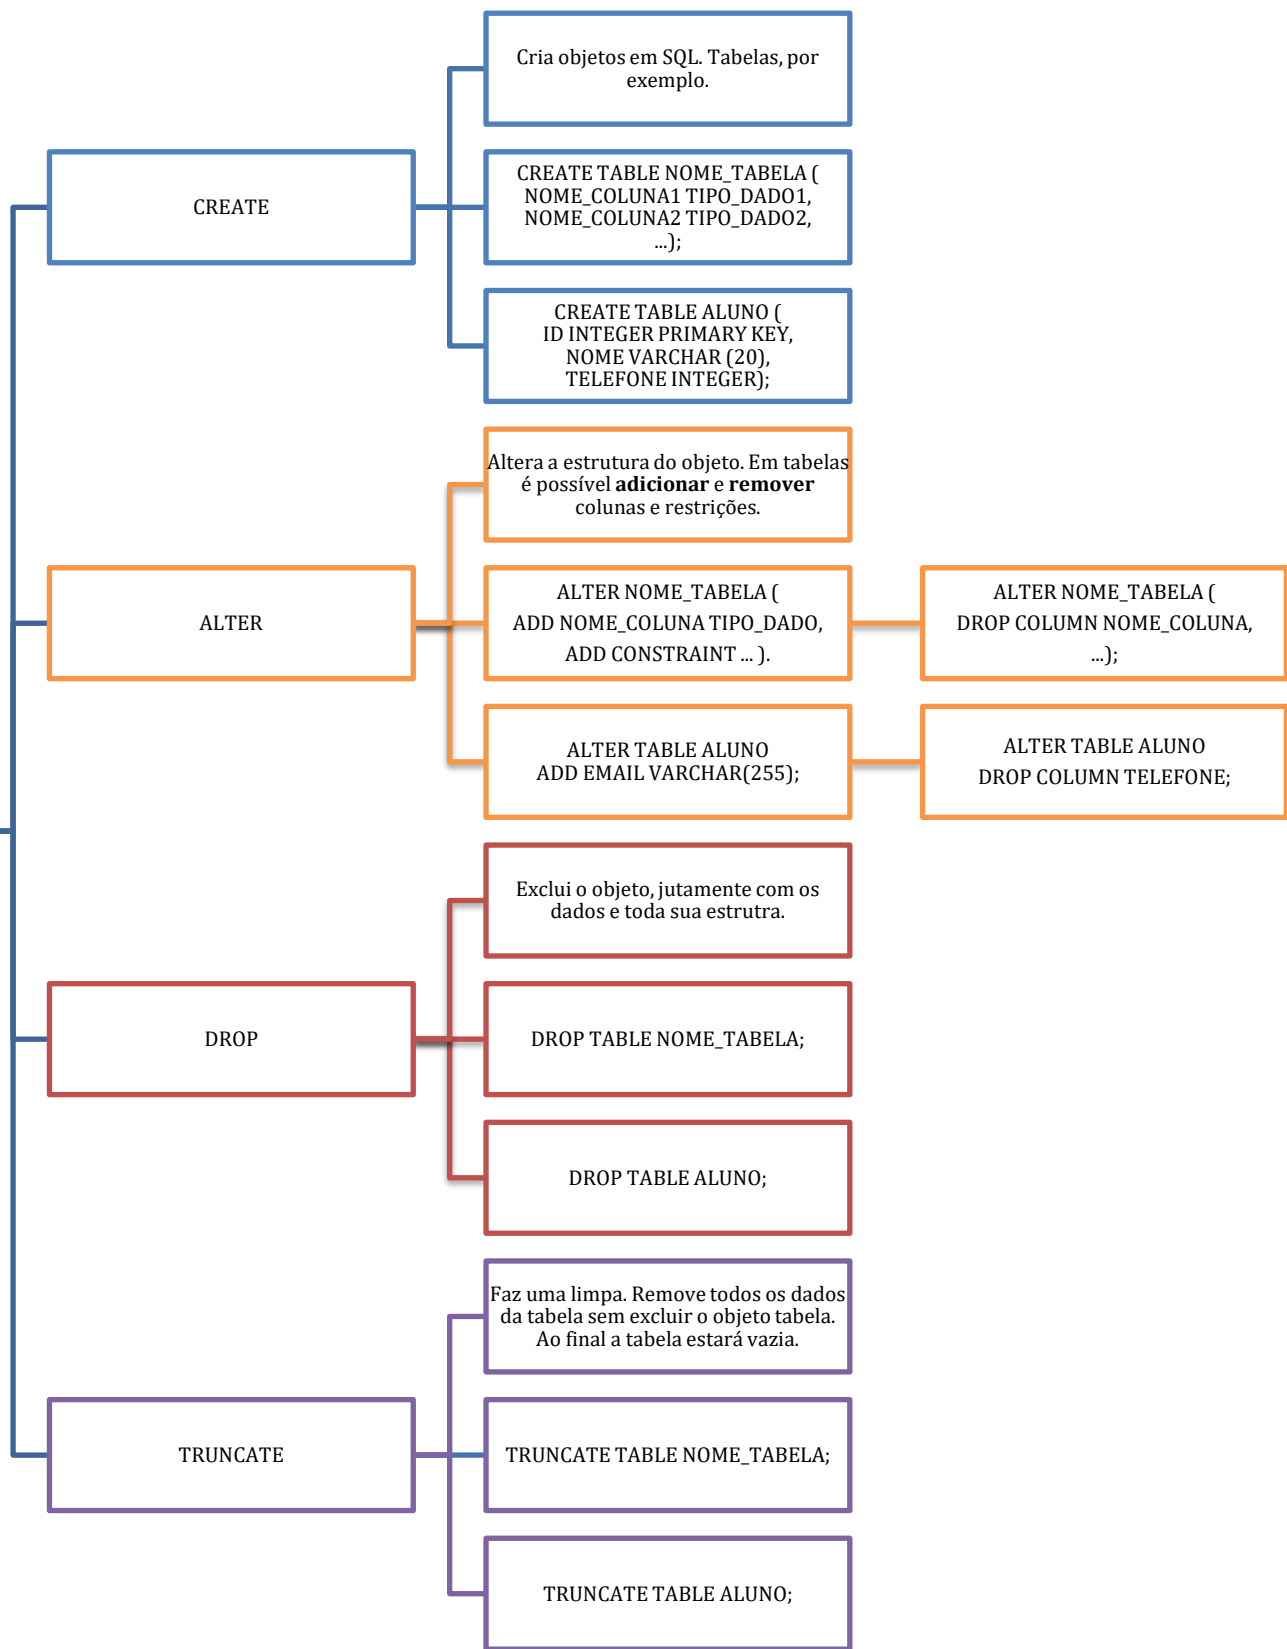 Cria objetos em SQL. Tabelas, por
exemplo.
CREATE
CREATE TABLE NOME_TABELA (
NOME_COLUNA1 TIPO_DADO1,
NOME_COLUNA2 TIPO_DADO2,
...);
CREATE TABLE ALUNO (
ID INTEGER PRIMARY KEY,
NOME VARCHAR (20),
TELEFONE INTEGER);
Altera a estrutura do objeto. Em tabelas
é possível adicionar e remover
colunas e restrições.
ALTER
ALTER NOME_TABELA (
ADD NOME_COLUNA TIPO_DADO,
ADD CONSTRAINT ... ).
ALTER NOME_TABELA (
DROP COLUMN NOME_COLUNA,
...);
ALTER TABLE ALUNO
ADD EMAIL VARCHAR(255);
ALTER TABLE ALUNO
DROP COLUMN TELEFONE;
Exclui o objeto, jutamente com os
dados e toda sua estrutra.
DROP
DROP TABLE NOME_TABELA;
DROP TABLE ALUNO;
Faz uma limpa. Remove todos os dados
da tabela sem excluir o objeto tabela.
Ao final a tabela estará vazia.
TRUNCATE
TRUNCATE TABLE NOME_TABELA;
TRUNCATE TABLE ALUNO;